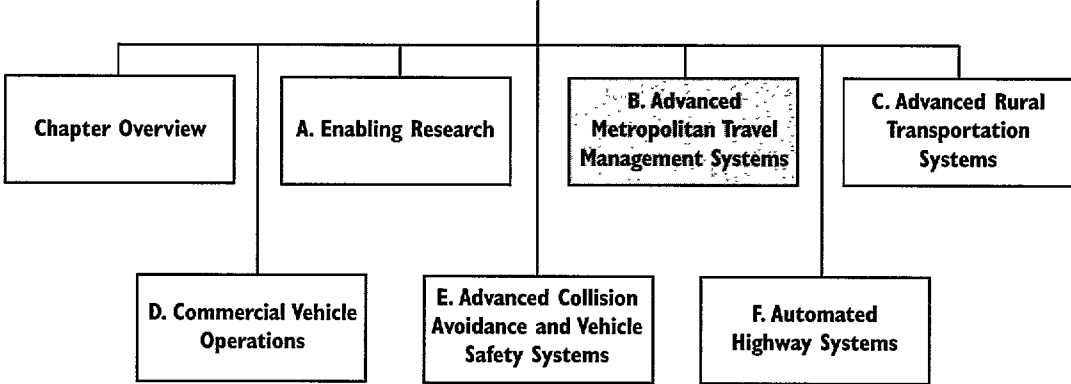 Chapter Overview
A. Enabling Research
B. Advanced
Metropolitan Travel
Management Systems
C. Advanced Rural
Transportation
Systems
D. Commercial Vehicle
Operations
E. Advanced Collision
Avoidance and Vehicle
Safety Systems
F. Automated
Highway Systems